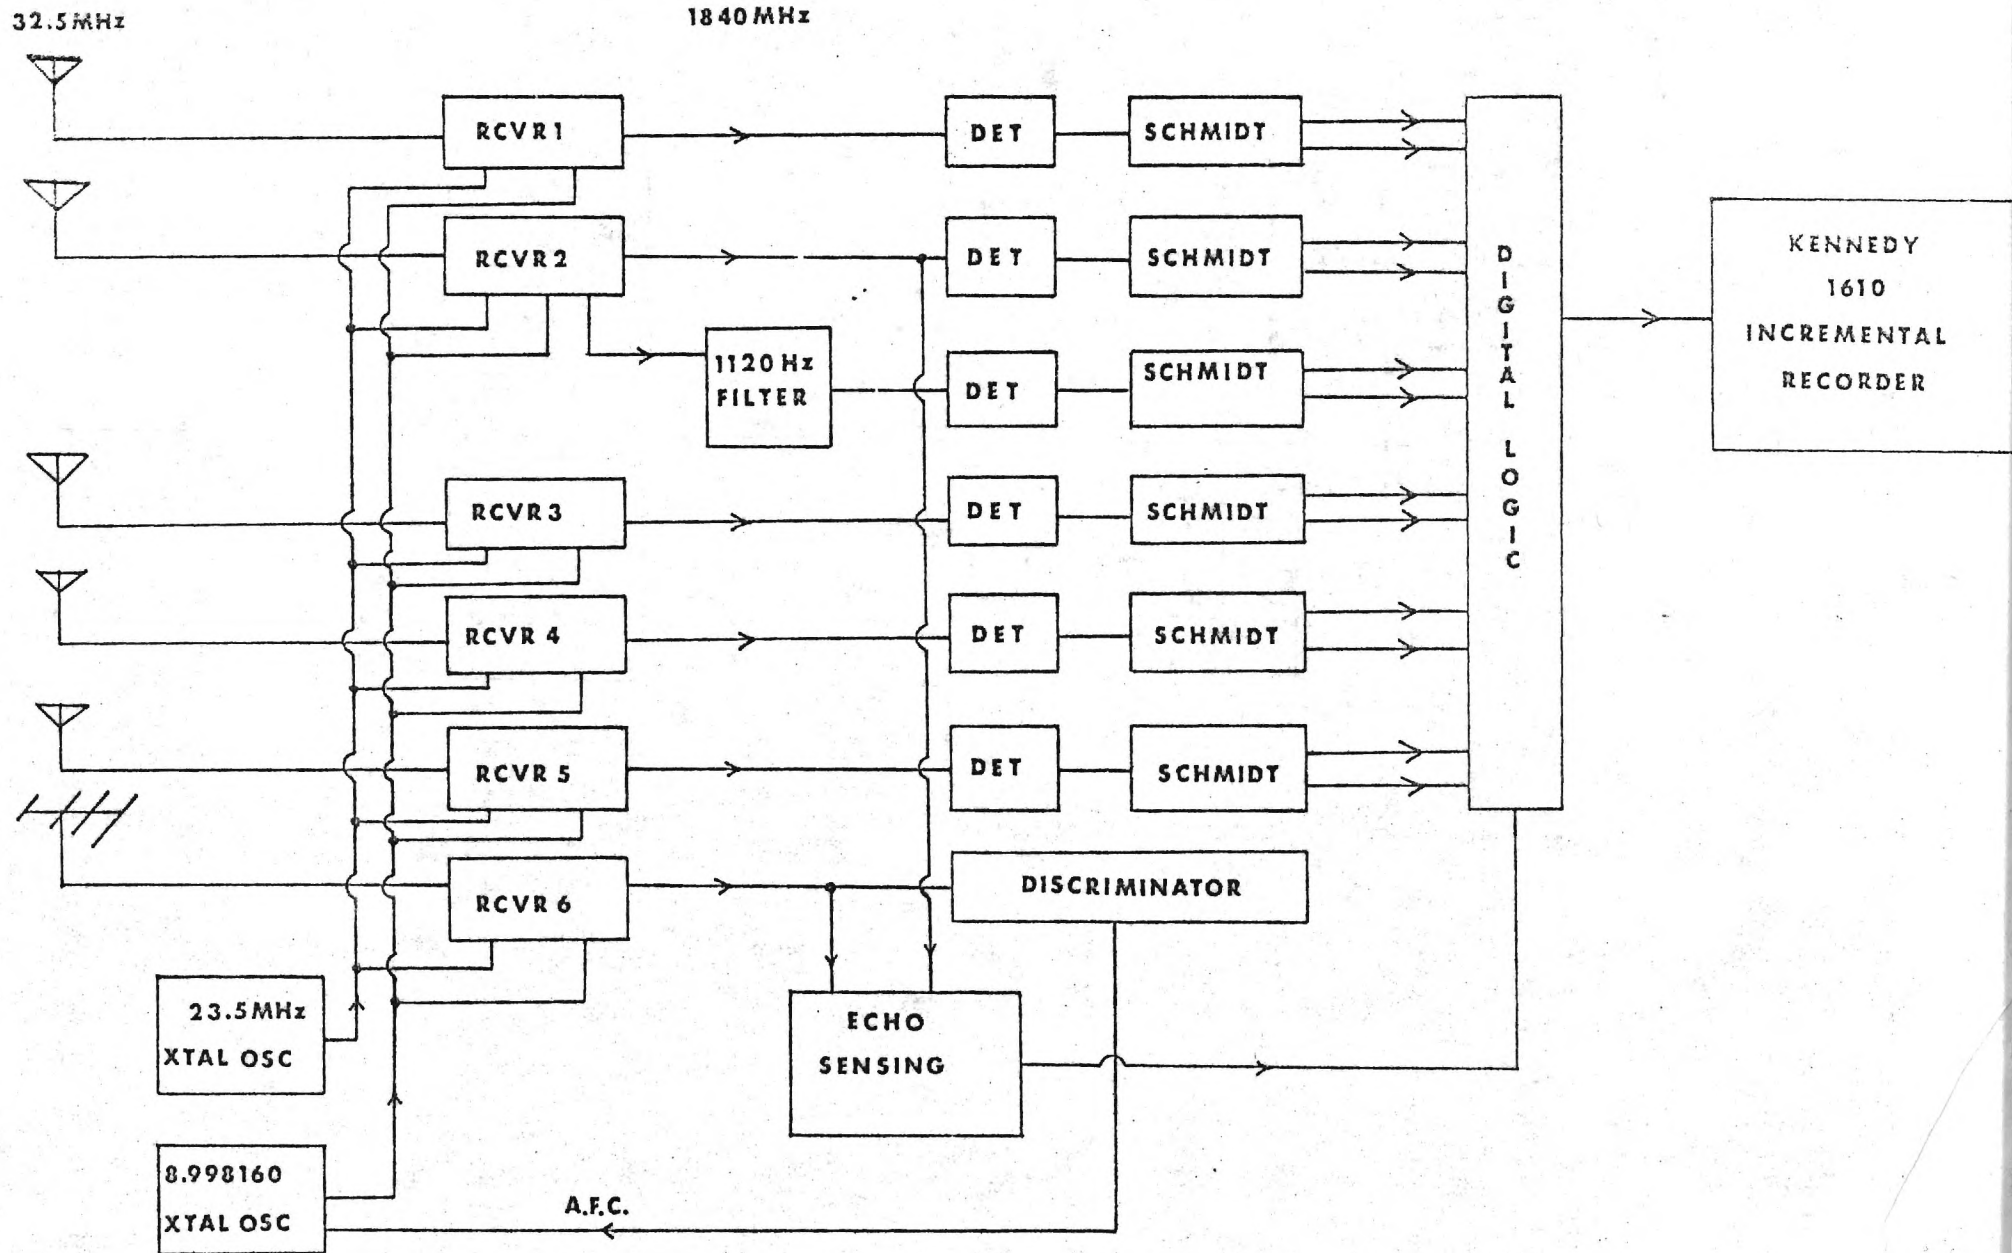 32.5MHz
1840MHz
RCVR1
DET
SCHMIDT
RCVR2
DET
SCHMIDT
1120Hz
FILTER
DET
SCHMIDT
RCVR3
DET
SCHMIDT
RCVR 4
DET
SCHMIDT
RCVR 5
DET
SCHMIDT
RCVR 6
DISCRIMINATOR
DIGITAL LOGIC
KENNEDY
1610
INCREMENTAL
RECORDER
23.5MHz
XTAL OSC
ECHO
SENSING
8.998160
XTAL OSC
A.F.C.